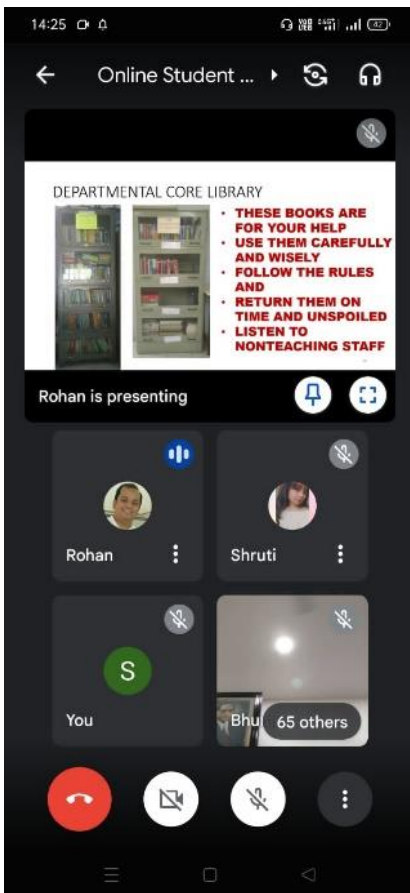 14:25
42
Online Student ...
DEPARTMENTAL CORE LIBRARY
• THESE BOOKS ARE
FOR YOUR HELP
• USE THEM CAREFULLY
AND WISELY
• FOLLOW THE RULES
AND
• RETURN THEM ON
TIME AND UNSPOILED
• LISTEN TO
NONTEACHING STAFF
Rohan is presenting
Rohan
Shruti
S
You
Bhu
65 others